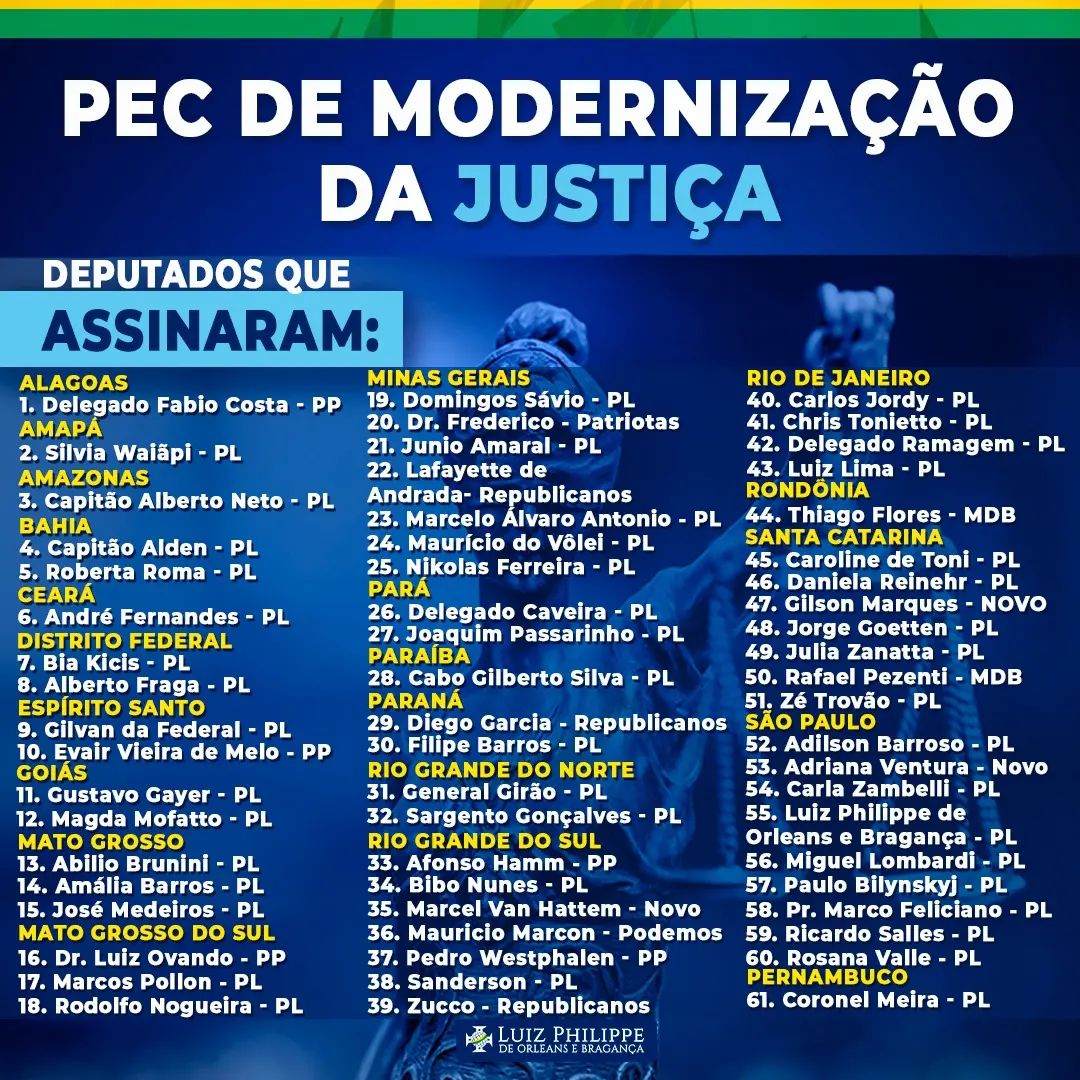 PEC DE MODERNIZAÇÃO
DA JUSTIÇA
DEPUTADOS QUE
ASSINARAM:
ALAGOAS
1. Delegado Fabio Costa - PP
AMAPÁ
2. Silvia Waiãpi - PL
AMAZONAS
3. Capitão Alberto Neto - PL
BAHIA
4. Capitão Alden - PL
5. Roberta Roma - PL
CEARÁ
6. André Fernandes - PL
DISTRITO FEDERAL
7. Bia Kicis - PL
8. Alberto Fraga - PL
ESPÍRITO SANTO
9. Gilvan da Federal - PL
10. Evair Vieira de Melo - PP
GOIÁS
11. Gustavo Gayer - PL
12. Magda Mofatto - PL
MATO GROSSO
13. Abilio Brunini - PL
14. Amália Barros - PL
15. José Medeiros - PL
MATO GROSSO DO SUL
16. Dr. Luiz Ovando - PP
17. Marcos Pollon - PL
18. Rodolfo Nogueira - PL
MINAS GERAIS
19. Domingos Sávio - PL
20. Dr. Frederico - Patriotas
21. Junio Amaral - PL
22. Lafayette de
Andrada- Republicanos
23. Marcelo Álvaro Antonio - PL
24. Maurício do Vôlei - PL
25. Nikolas Ferreira - PL
PARÁ
26. Delegado Caveira - PL
27. Joaquim Passarinho - PL
PARAÍBA
28. Cabo Gilberto Silva - PL
PARANÁ
29. Diego Garcia - Republicanos
30. Filipe Barros - PL
RIO GRANDE DO NORTE
31. General Girão - PL
32. Sargento Gonçalves - PL
RIO GRANDE DO SUL
33. Afonso Hamm - PP
34. Bibo Nunes - PL
35. Marcel Van Hattem - Novo
36. Mauricio Marcon - Podemos
37. Pedro Westphalen - PP
38. Sanderson - PL
39. Zucco - Republicanos
RIO DE JANEIRO
40. Carlos Jordy - PL
41. Chris Tonietto - PL
42. Delegado Ramagem - PL
43. Luiz Lima - PL
RONDÔNIA
44. Thiago Flores - MDB
SANTA CATARINA
45. Caroline de Toni - PL
46. Daniela Reinehr - PL
47. Gilson Marques - NOVO
48. Jorge Goetten - PL
49. Julia Zanatta - PL
50. Rafael Pezenti - MDB
51. Zé Trovão - PL
SÃO PAULO
52. Adilson Barroso - PL
53. Adriana Ventura - Novo
54. Carla Zambelli - PL
55. Luiz Philippe de
Orleans e Bragança - PL
56. Miguel Lombardi - PL
57. Paulo Bilynskyj - PL
58. Pr. Marco Feliciano - PL
59. Ricardo Salles - PL
60. Rosana Valle - PL
PERNAMBUCO
61. Coronel Meira - PL
LUIZ PHILIPPE
DE ORLEANS E BRAGANÇA